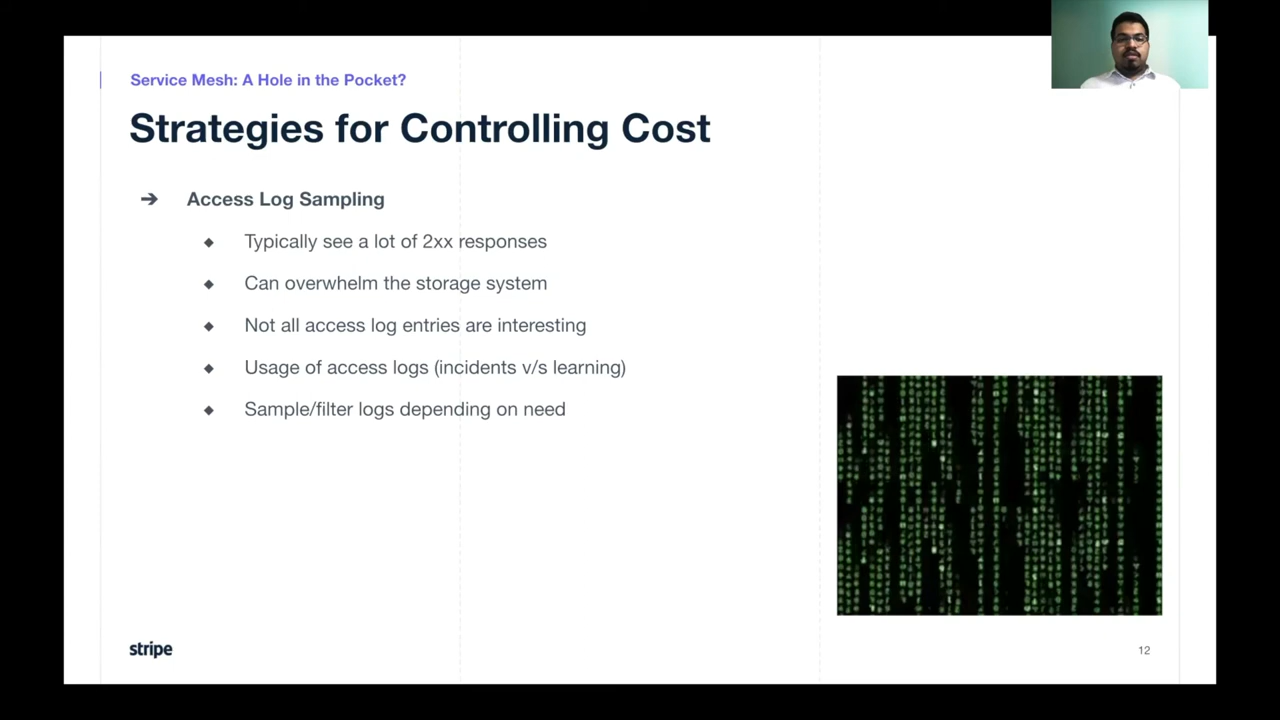 Service Mesh: A Hole in the Pocket?
Strategies for Controlling Cost
➔ Access Log Sampling
◆ Typically see a lot of 2xx responses
◆ Can overwhelm the storage system
◆ Not all access log entries are interesting
◆ Usage of access logs (incidents v/s learning)
◆ Sample/filter logs depending on need
stripe
12